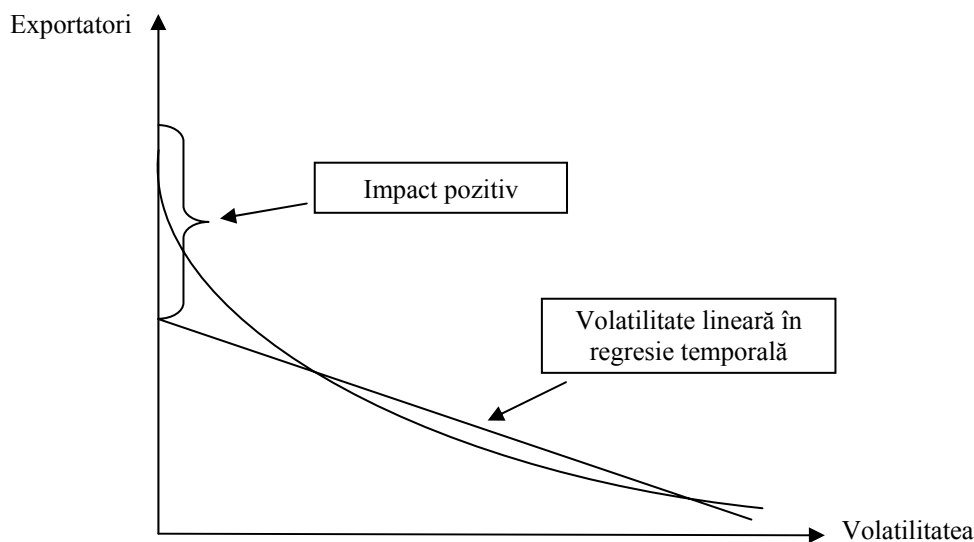 Exportatori
Impact pozitiv
Volatilitate lineară în
regresie temporală
Volatilitatea